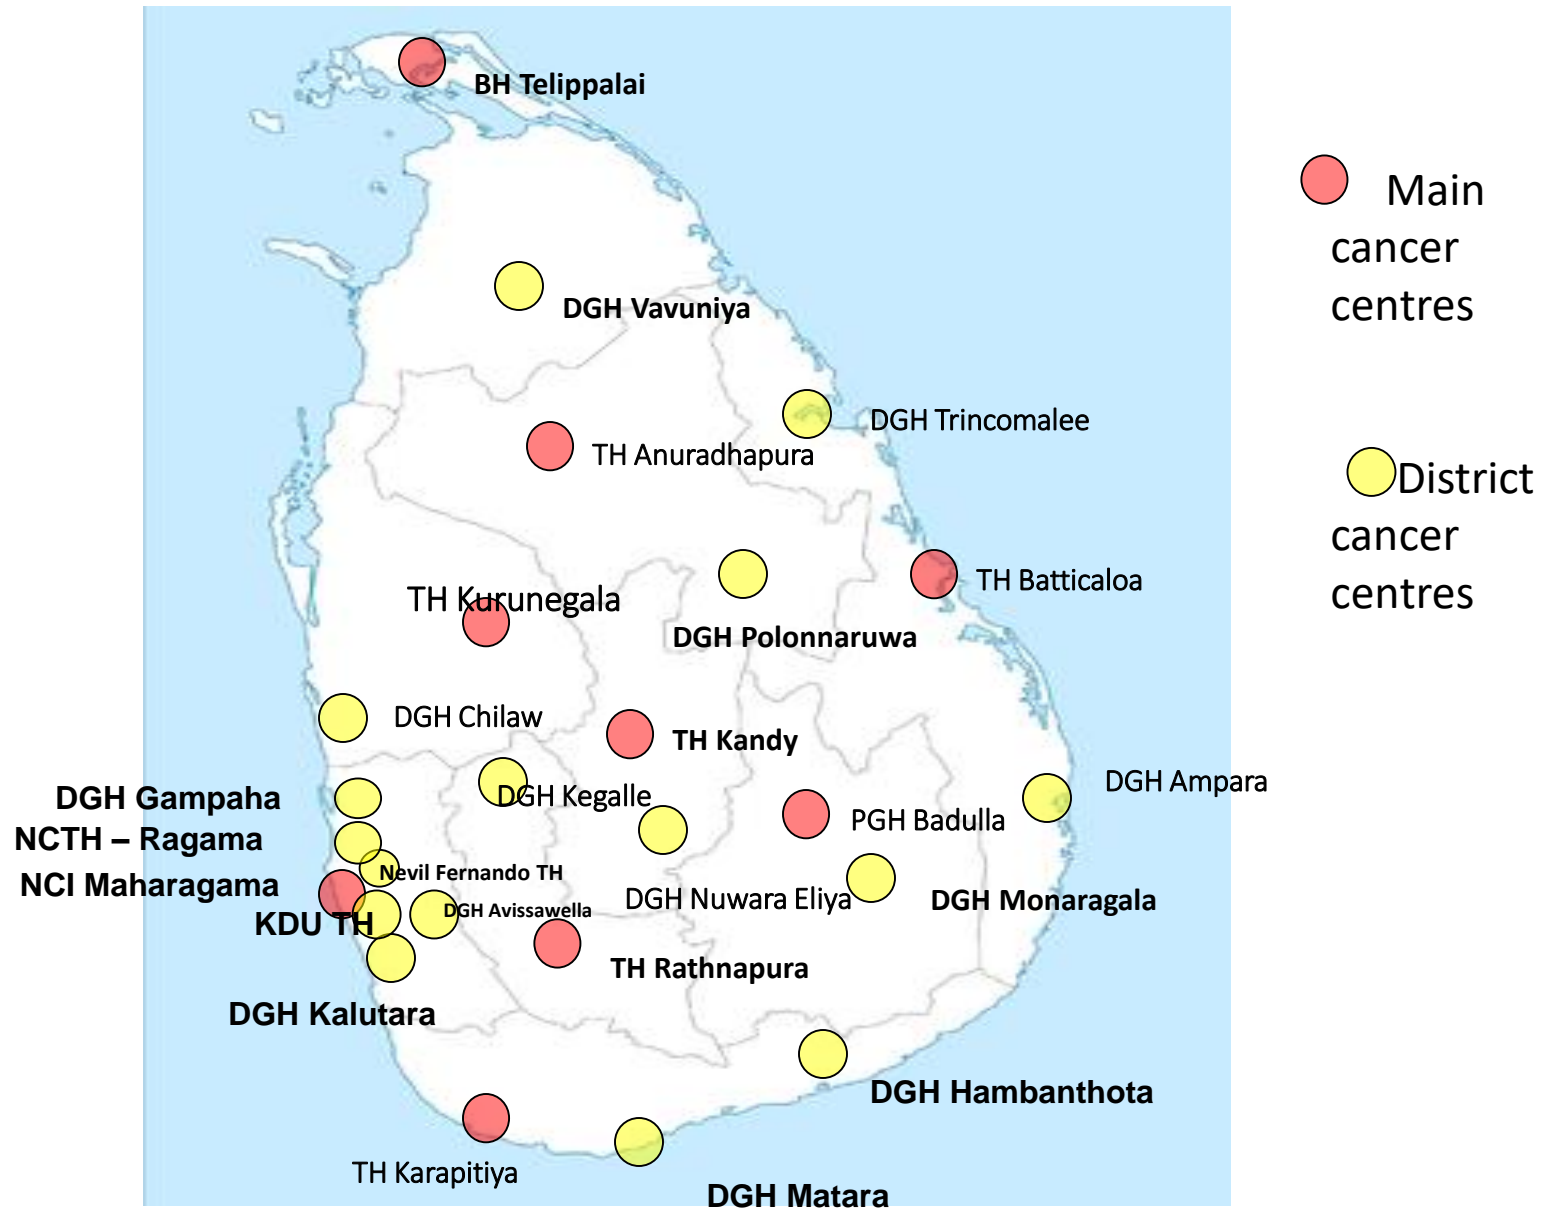 BH Telippalai
Main
cancer
centres
DGH Vavuniya
DGH Trincomalee
TH Anuradhapura
District
cancer
centres
TH Batticaloa
TH Kurunegala
DGH Polonnaruwa
DGH Chilaw
TH Kandy
DGH Ampara
DGH Gampaha
DGH Kegalle
PGH Badulla
NCTH – Ragama
Nevil Fernando TH
NCI Maharagama
DGH Nuwara Eliya
DGH Monaragala
DGH Avissawella
KDU TH
TH Rathnapura
DGH Kalutara
DGH Hambanthota
TH Karapitiya
DGH Matara